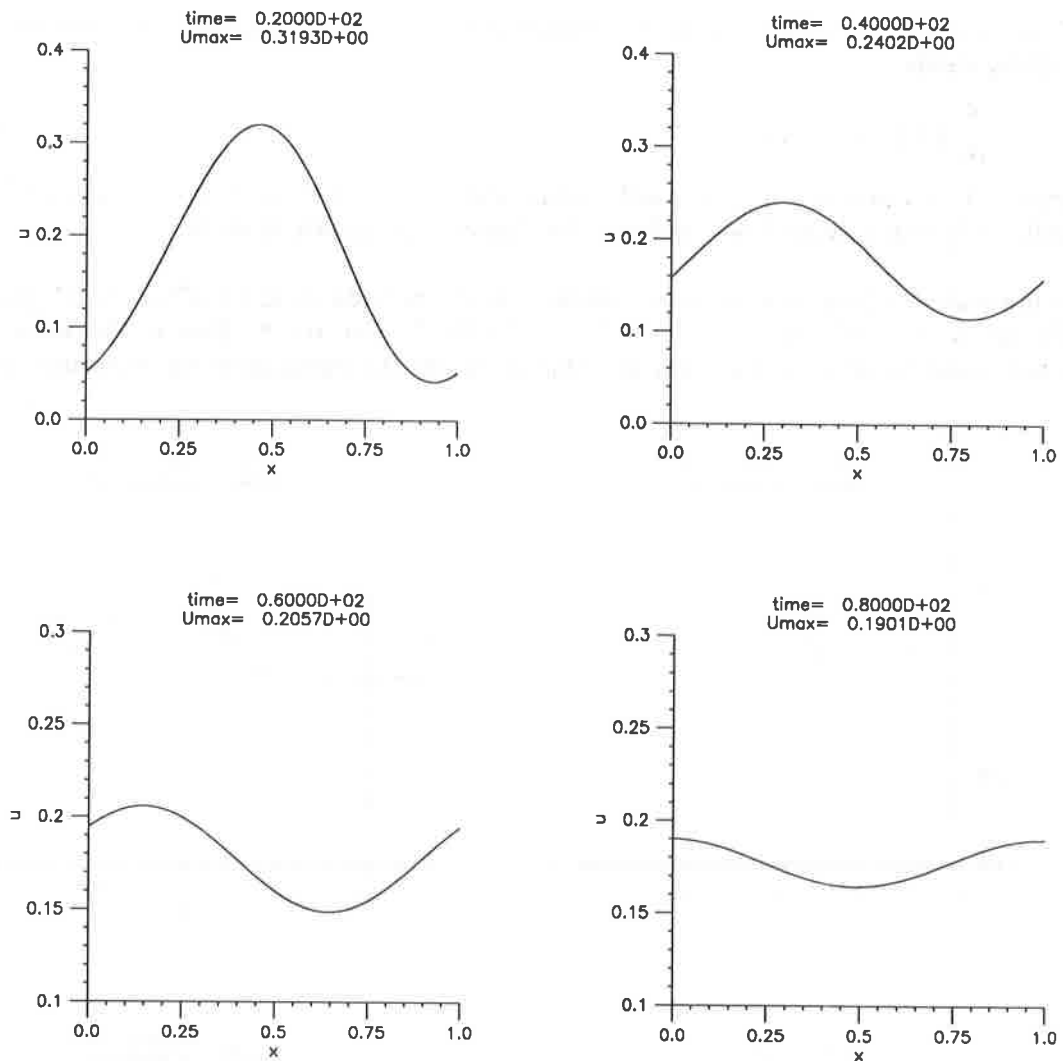 time= 0.2000D+02
Umax= 0.3193D+00
0.4
0.3
0.2
0.1
0.0
u
0.0 0.25 0.5 0.75 1.0
x
time= 0.4000D+02
Umax= 0.2402D+00
0.4
0.3
0.2
0.1
0.0
u
0.0 0.25 0.5 0.75 1.0
x
time= 0.6000D+02
Umax= 0.2057D+00
0.3
0.25
0.2
0.15
0.1
u
0.0 0.25 0.5 0.75 1.0
x
time= 0.8000D+02
Umax= 0.1901D+00
0.3
0.25
0.2
0.15
0.1
u
0.0 0.25 0.5 0.75 1.0
x